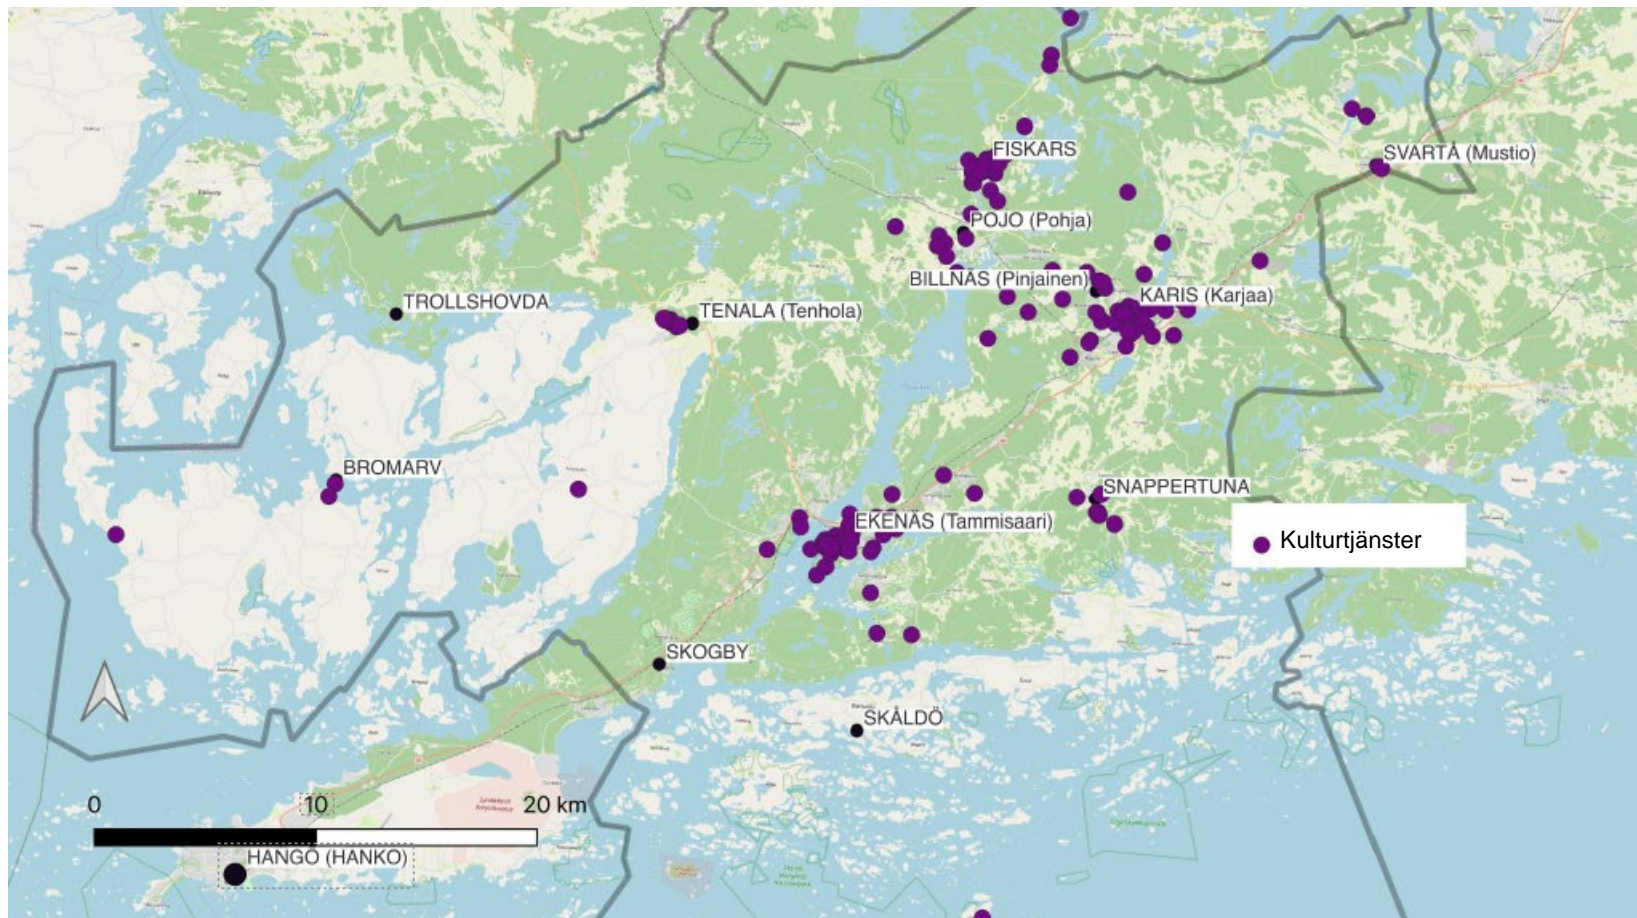 FISKARS
SVARTÅ (Mustio)
POJO (Pohja)
BILLNÄS (Pinjainen)
KARIS (Karjaa)
TROLLSHOVDA
TENALA (Tenhola)
BROMARV
SNAPPERTUNA
EKENÄS (Tammisaari)
Kulturtjänster
SKOGBY
SKÅLDÖ
0 10 20 km
HANGÖ (HANKO)